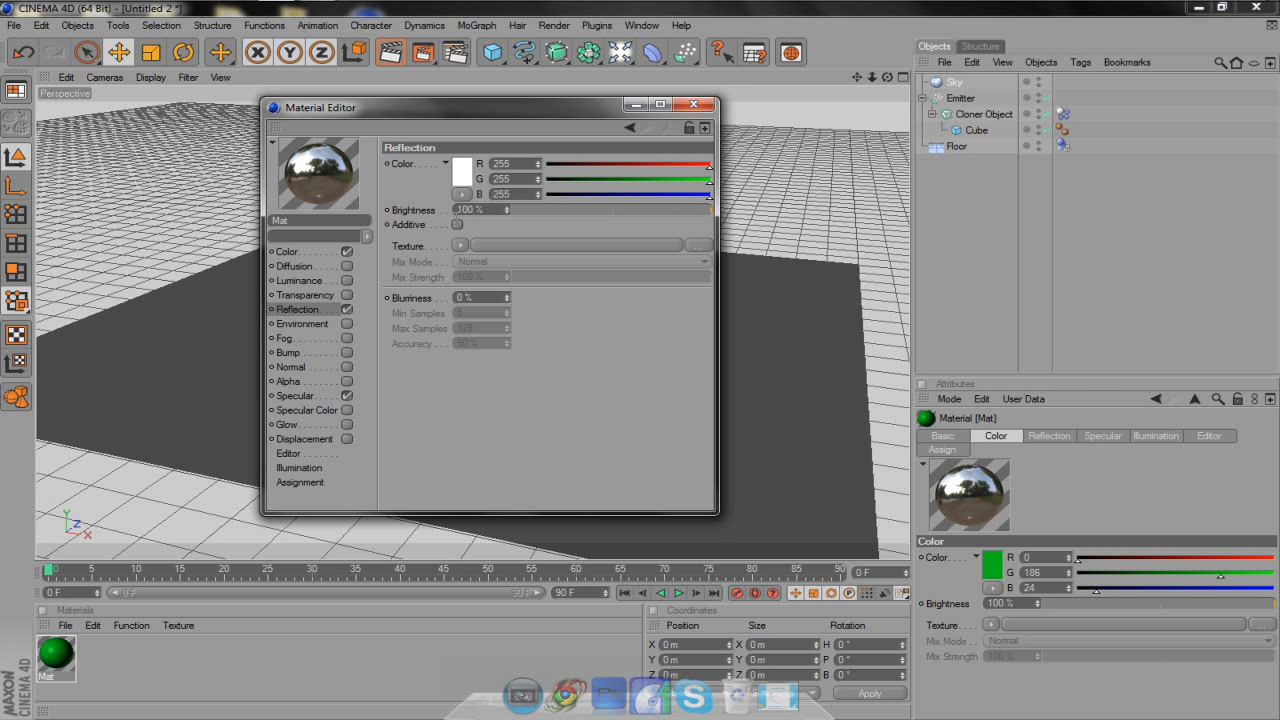 CINEMA 4D (64 Bit) - [Untitled 2 *]
File Edit Objects Tools Selection Structure Functions Animation Character Dynamics MoGraph Hair Render Plugins Window Help
Edit Cameras Display Filter View
Perspective
Material Editor
Reflection
Color R 255
G 255
B 255
Brightness 100 %
Additive
Texture ...
Mix Mode Normal
Mix Strength 100 %
Blurriness 0 %
Min Samples 5
Max Samples 128
Accuracy 50 %
Mat
Color
Diffusion
Luminance
Transparency
Reflection
Environment
Fog
Bump
Normal
Alpha
Specular
Specular Color
Glow
Displacement
Editor
Illumination
Assignment
Y Z X
Objects Structure
File Edit View Objects Tags Bookmarks
Sky
Emitter
Cloner Object
Cube
Floor
Attributes
Mode Edit User Data
Material [Mat]
Basic Color Reflection Specular Illumination Editor
Assign
Color
Color R 0
G 186
B 24
Brightness 100 %
Texture ...
Mix Mode Normal
Mix Strength 100 %
0 5 10 15 20 25 30 35 40 45 50 55 60 65 70 75 80 85 90 0 F
0 F 0 F 90 F 90 F
Materials
File Edit Function Texture
Mat
Coordinates
Position Size Rotation
X 0 m X 0 m H 0 °
Y 0 m Y 0 m P 0 °
Z 0 m Z 0 m B 0 °
Apply
MAXON
CINEMA 4D